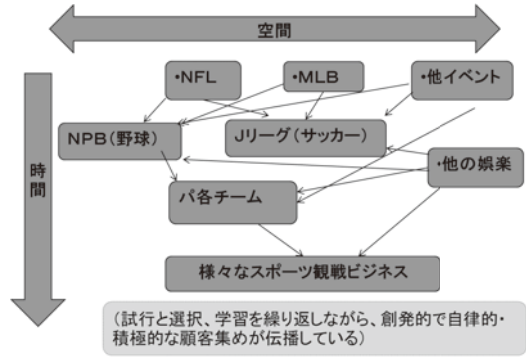 空間
時間
・NFL
・MLB
・他イベント
NPB(野球)
Jリーグ(サッカー)
・他の娯楽
パ各チーム
様々なスポーツ観戦ビジネス
(試行と選択、学習を繰り返しながら、創発的で自律的・
積極的な顧客集めが伝播している)